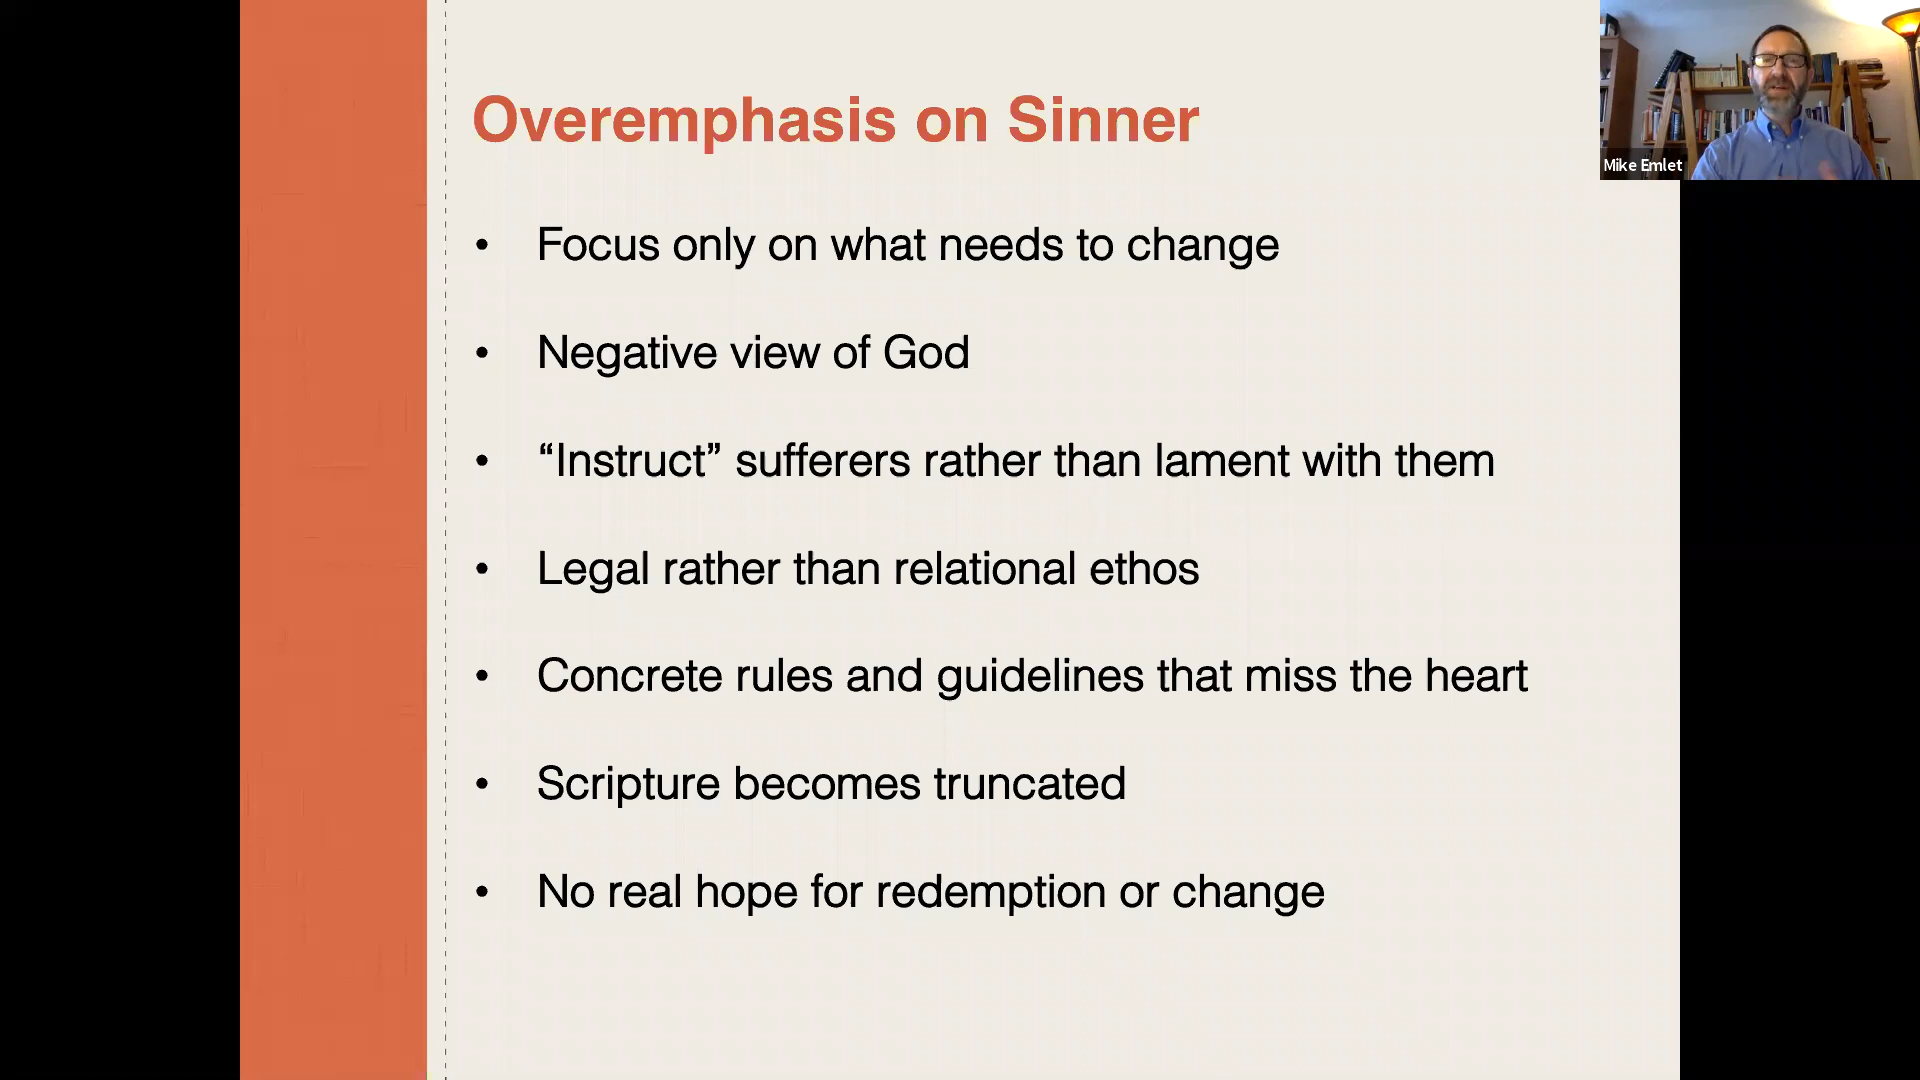 Overemphasis on Sinner
• Focus only on what needs to change
• Negative view of God
• “Instruct” sufferers rather than lament with them
• Legal rather than relational ethos
• Concrete rules and guidelines that miss the heart
• Scripture becomes truncated
• No real hope for redemption or change
Mike Emlet